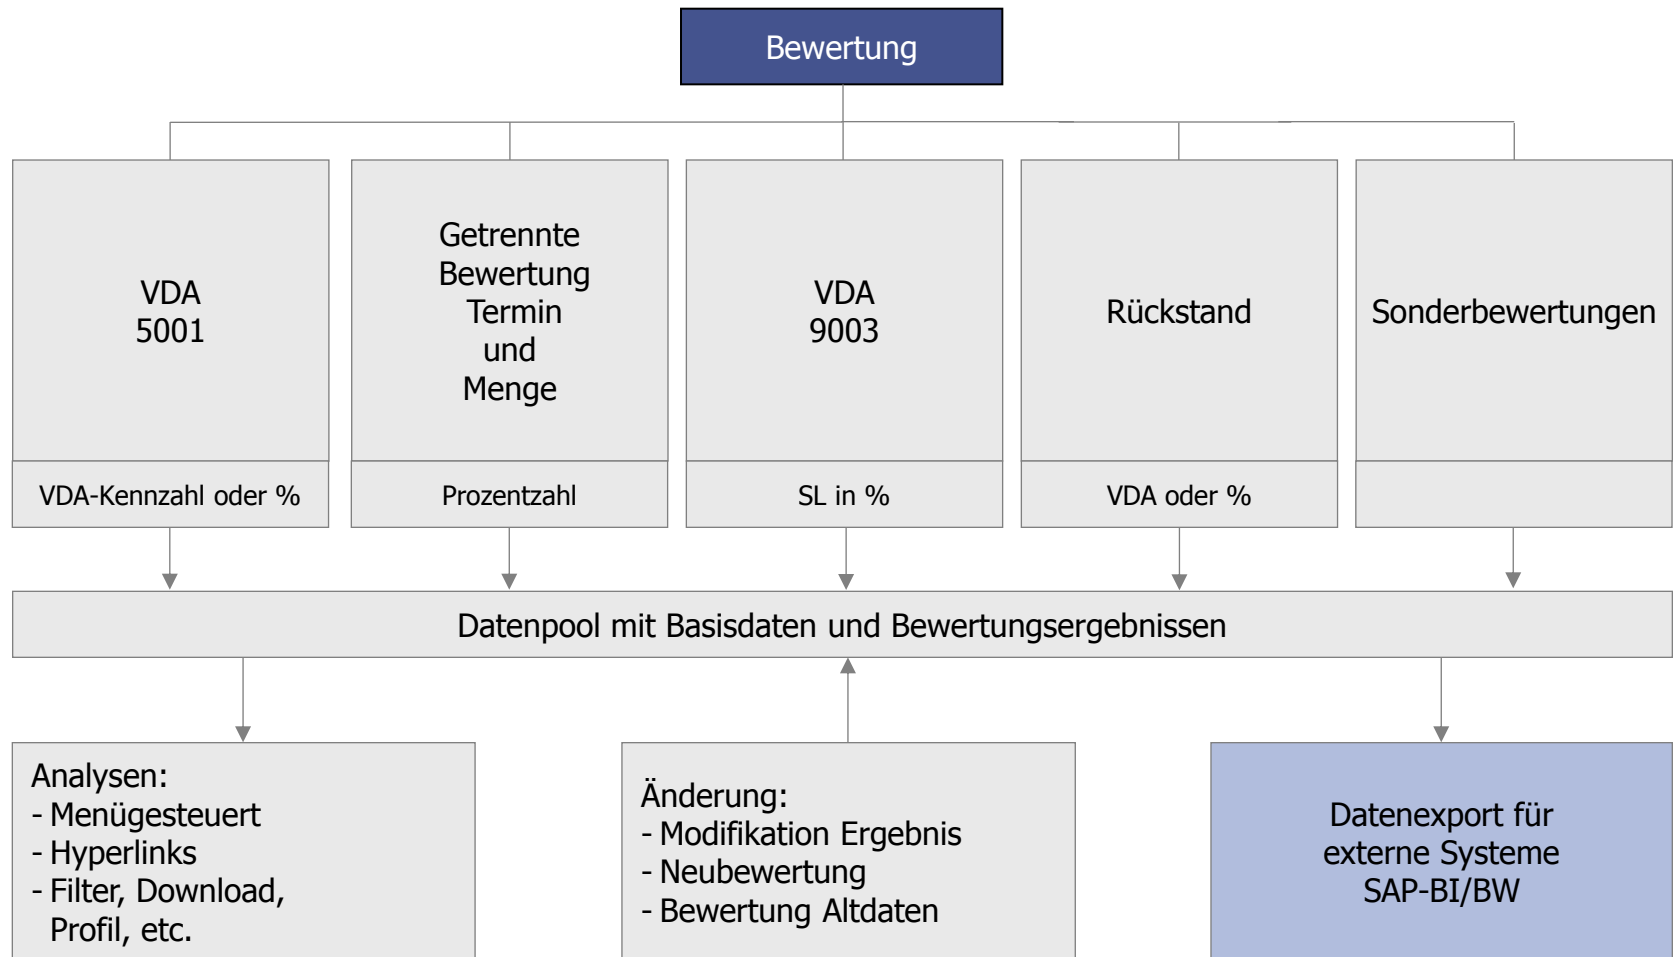 Bewertung
VDA
5001
Getrennte
Bewertung
Termin
und
Menge
VDA
9003
Rückstand
Sonderbewertungen
VDA-Kennzahl oder %
Prozentzahl
SL in %
VDA oder %
Datenpool mit Basisdaten und Bewertungsergebnissen
Analysen:
- Menügesteuert
- Hyperlinks
- Filter, Download,
Profil, etc.
Änderung:
- Modifikation Ergebnis
- Neubewertung
- Bewertung Altdaten
Datenexport für
externe Systeme
SAP-BI/BW